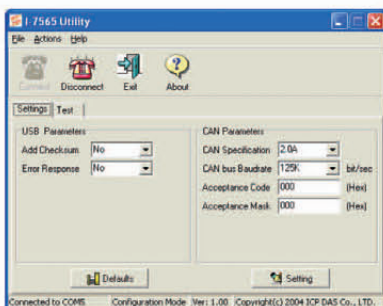 I-7565 Utility
File Actions Help
Connect Disconnect Exit About
Settings Test
USB Parameters
Add Checksum No
Error Response No
CAN Parameters
CAN Specification 2.0A
CAN bus Baudrate 125K bit/sec
Acceptance Code 000 (Hex)
Acceptance Mask 000 (Hex)
Defaults Setting
Connected to COM5 Configuration Mode Ver: 1.00 Copyright(c) 2004 ICP DAS Co., LTD.